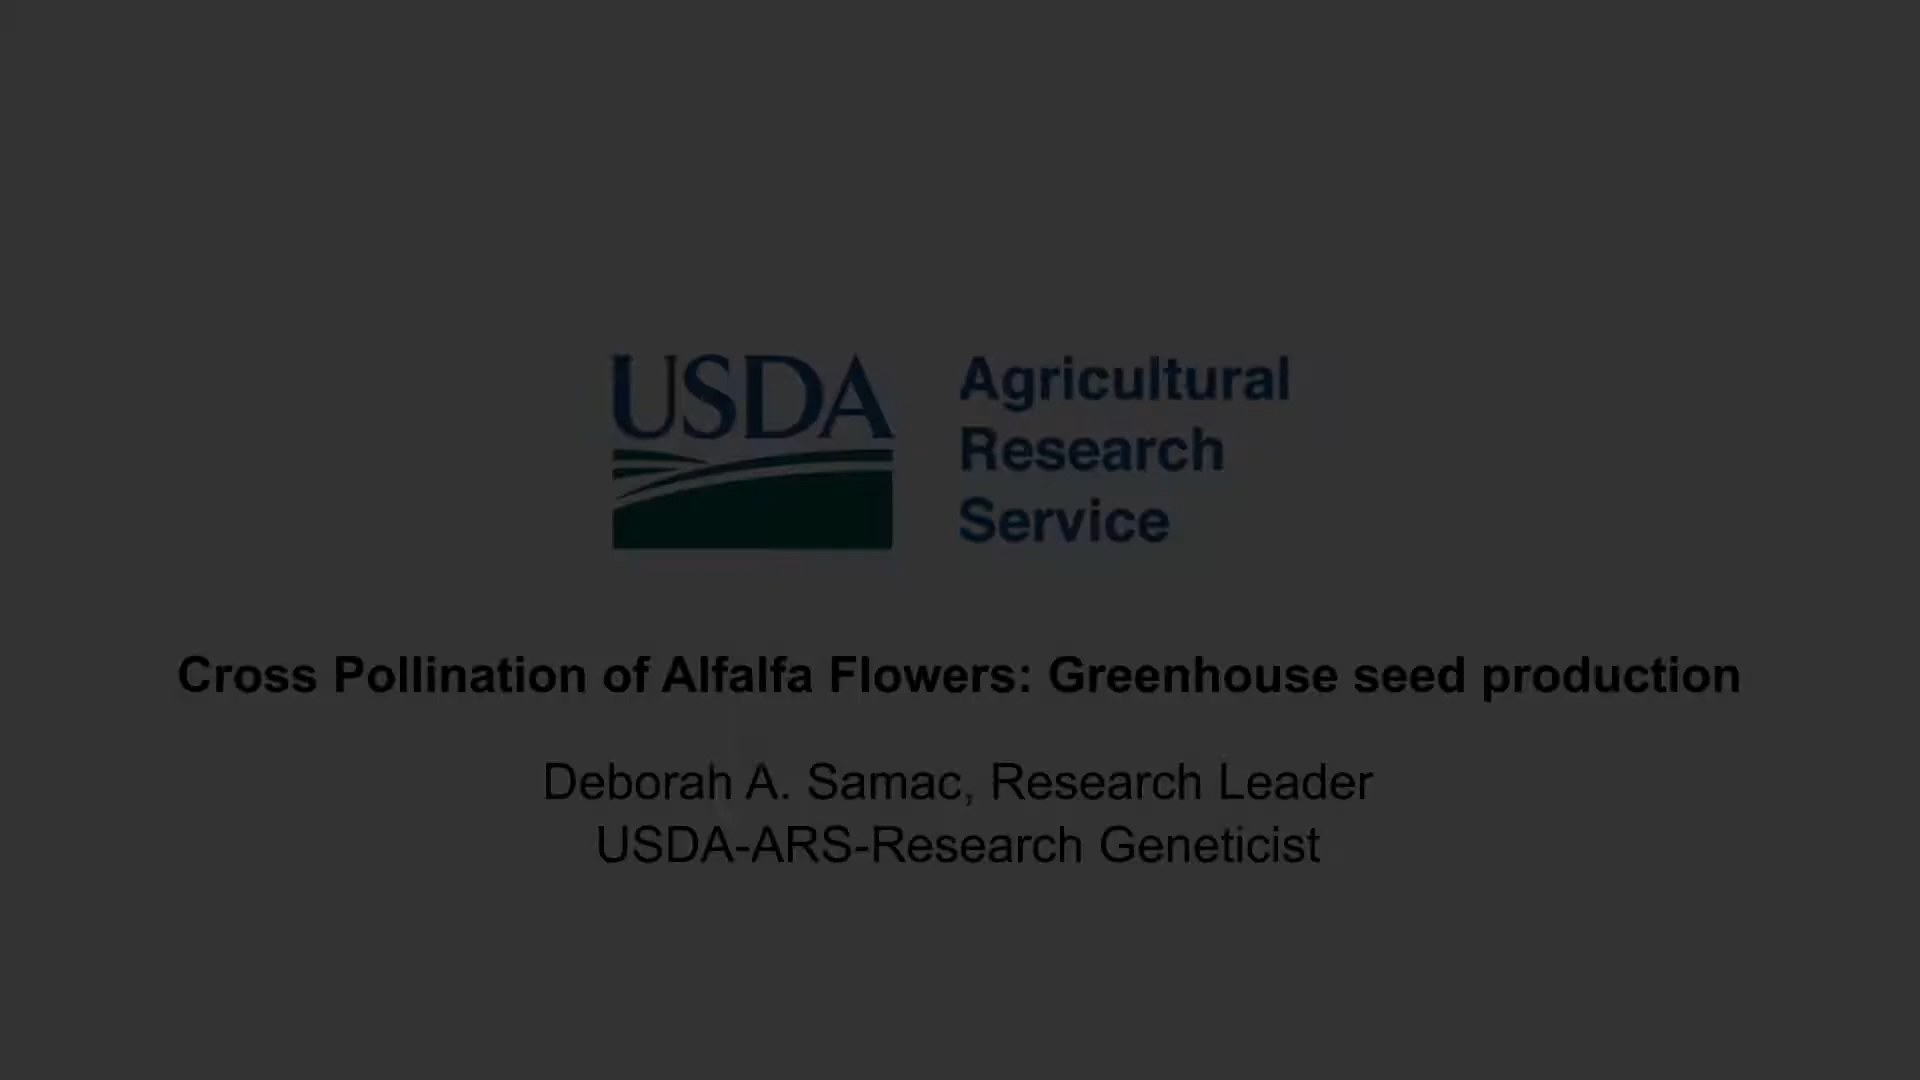 USDA
Agricultural
Research
Service
Cross Pollination of Alfalfa Flowers: Greenhouse seed production
Deborah A. Samac, Research Leader
USDA-ARS-Research Geneticist